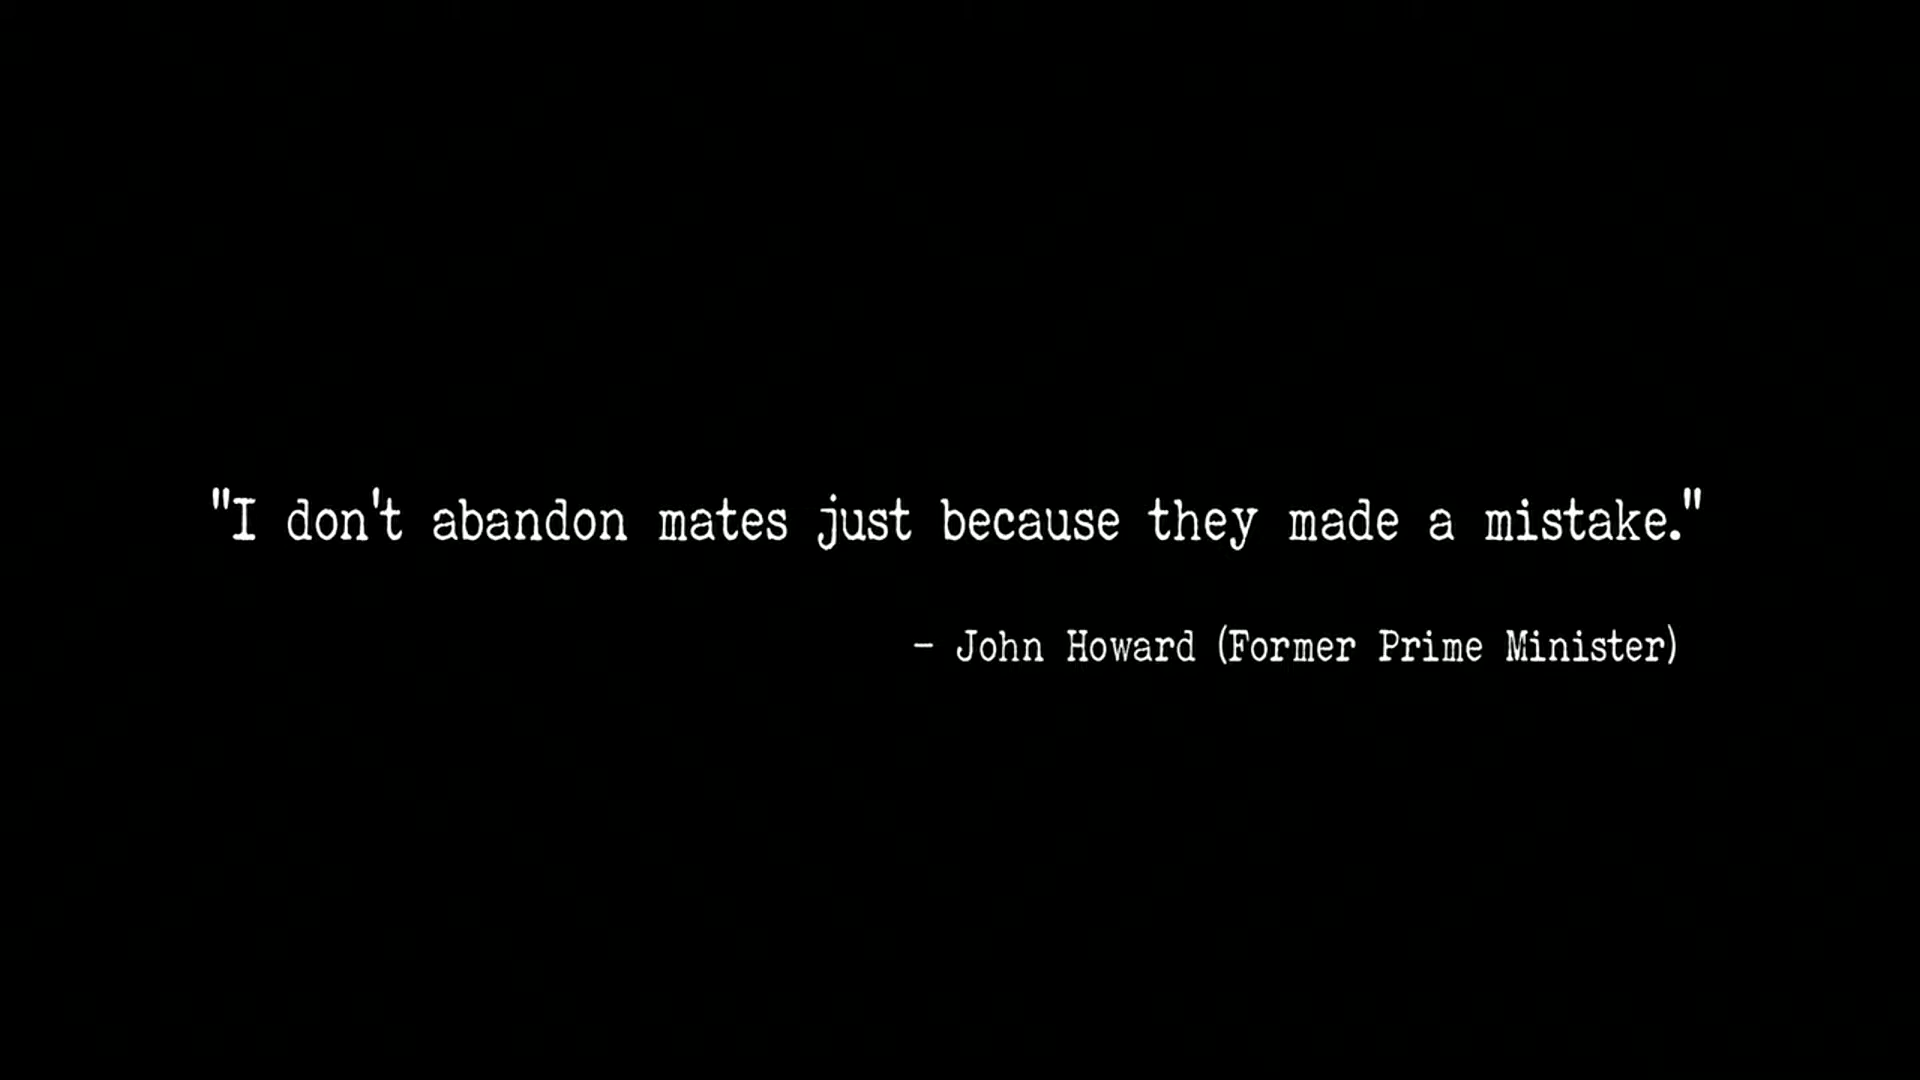 "I don't abandon mates just because they made a mistake."
- John Howard (Former Prime Minister)